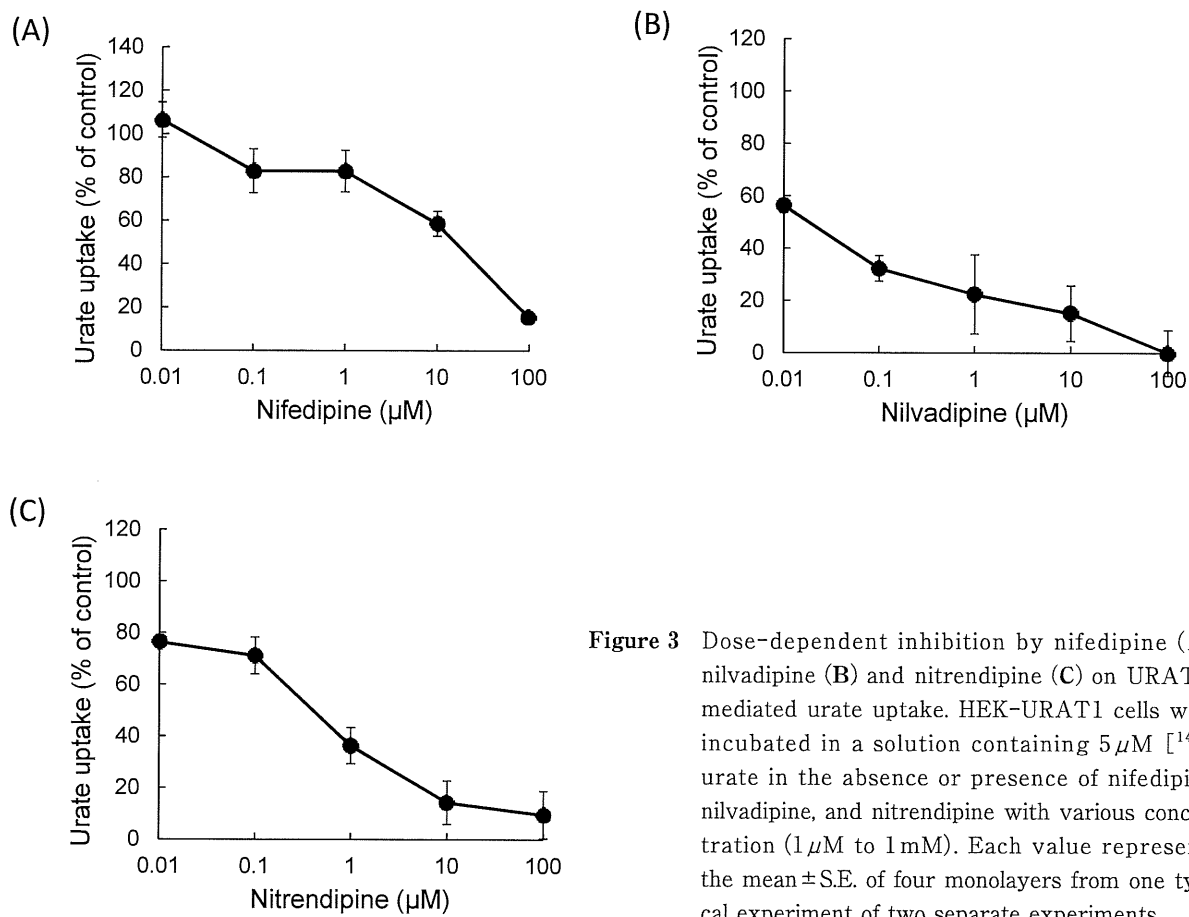 (A)
140
120
100
80
60
40
20
0
Urate uptake (% of control)
0.01 0.1 1 10 100
Nifedipine (µM)
(B)
120
100
80
60
40
20
0
Urate uptake (% of control)
0.01 0.1 1 10 100
Nilvadipine (µM)
(C)
120
100
80
60
40
20
0
Urate uptake (% of control)
0.01 0.1 1 10 100
Nitrendipine (µM)
Figure 3 Dose-dependent inhibition by nifedipine (
nilvadipine (B) and nitrendipine (C) on URAT
mediated urate uptake. HEK-URAT1 cells w
incubated in a solution containing 5 µM [14
urate in the absence or presence of nifedipi
nilvadipine, and nitrendipine with various conc
tration (1 µM to 1 mM). Each value represe
the mean±S.E. of four monolayers from one ty
cal experiment of two separate experiments